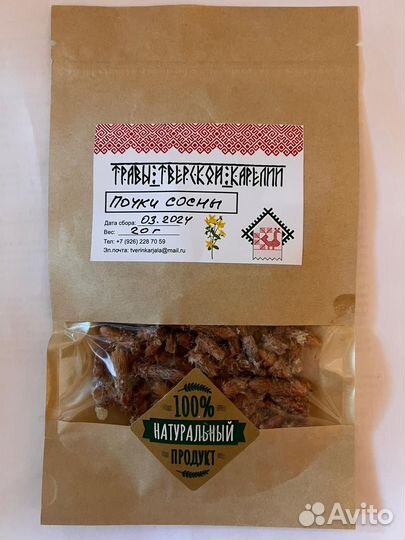 ТРАВЫ ТВЕРСКОЙ КАРЕЛИИ
ПОЧКИ СОСНЫ
Дата сбора: 03.2024
Вес: 20 г
Тел: +7 (926) 228 70 59
Эл.почта: tverinkarjala@mail.ru
100%
НАТУРАЛЬНЫЙ
ПРОДУКТ
Avito